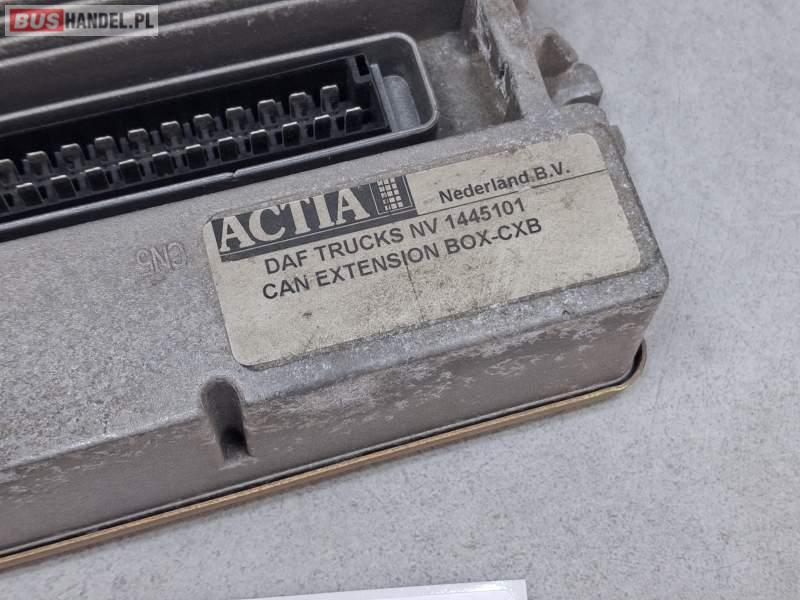 BUSHANDEL.PL
ACTIA Nederland B.V.
DAF TRUCKS NV 1445101
CAN EXTENSION BOX-CXB
CN5